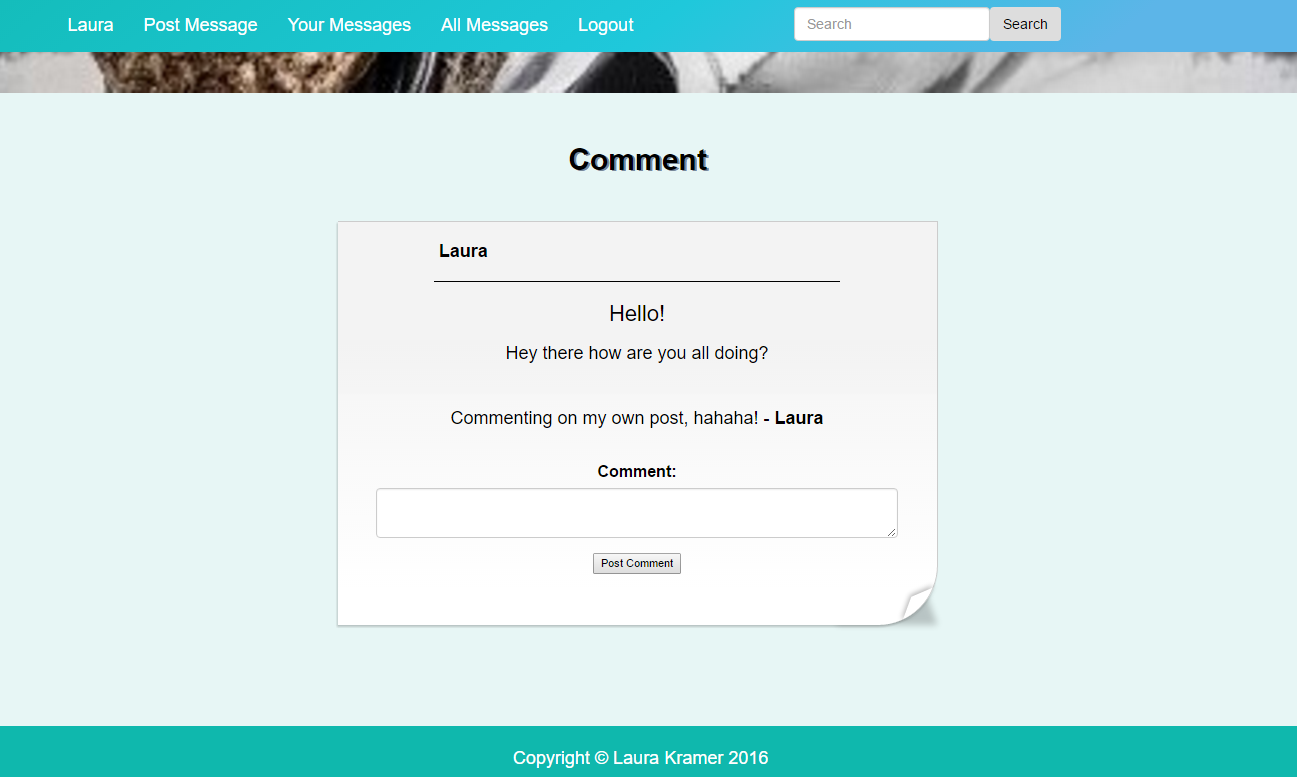 Laura Post Message Your Messages All Messages Logout Search Search
Comment
Laura
Hello!
Hey there how are you all doing?
Commenting on my own post, hahaha! - Laura
Comment:
Post Comment
Copyright © Laura Kramer 2016